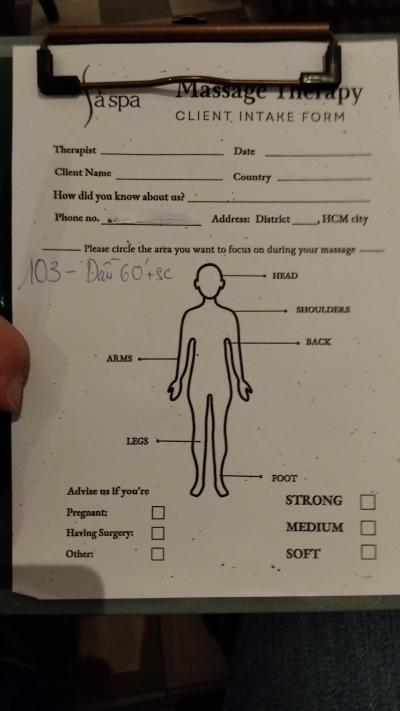 sà spa
Massage Therapy
CLIENT INTAKE FORM
Therapist Date
Client Name Country
How did you know about us?
Phone no. Address: District , HCM city
Please circle the area you want to focus on during your massage
103 - Dầu 60'+sc
HEAD
SHOULDERS
BACK
ARMS
LEGS
FOOT
Advise us if you're
Pregnant:
Having Surgery:
Other:
STRONG
MEDIUM
SOFT